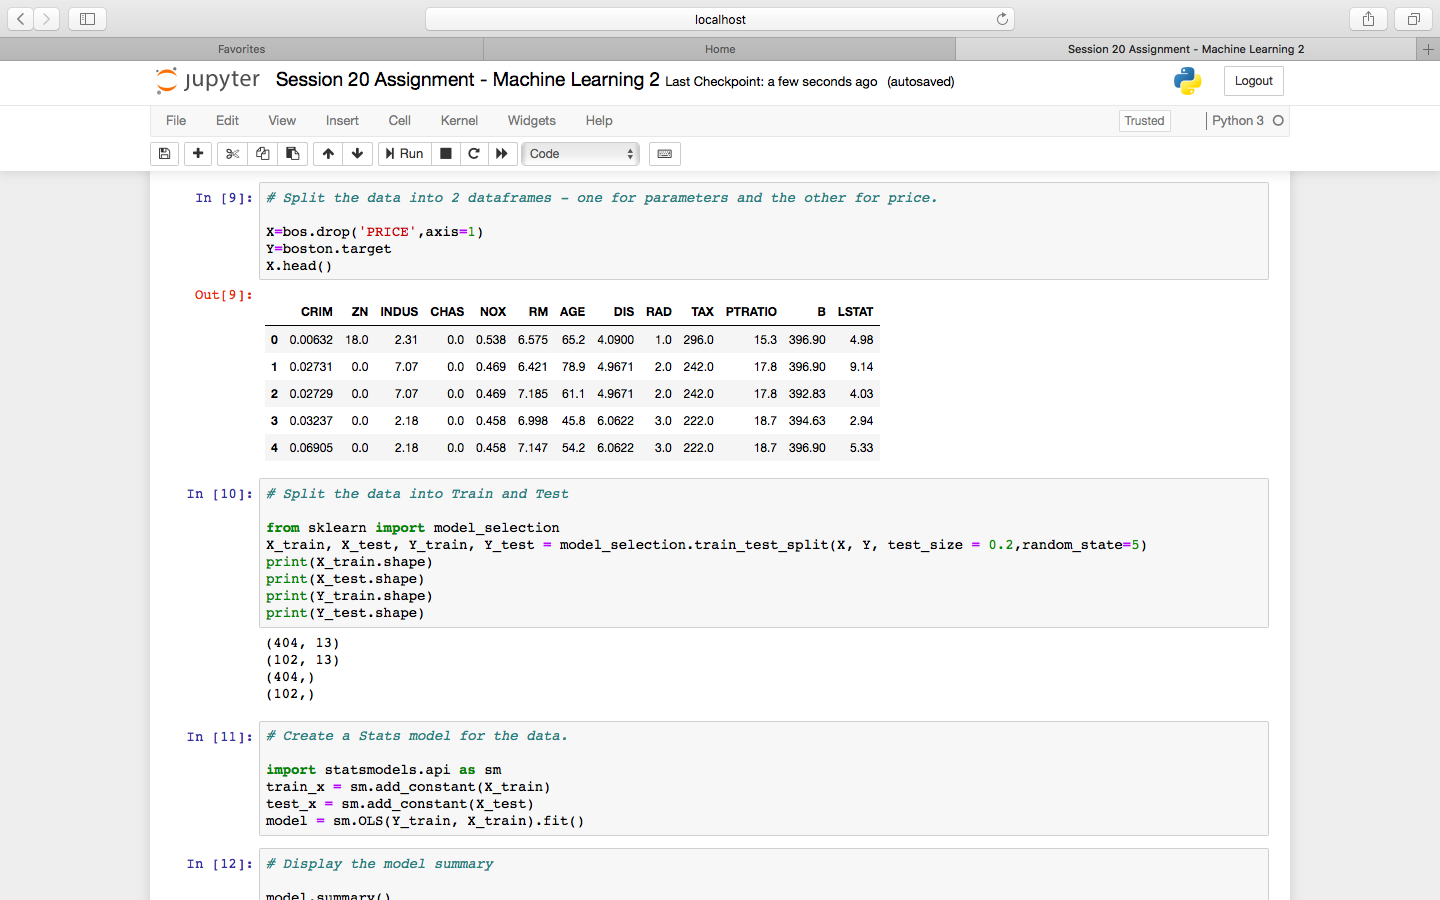 localhost
Favorites Home Session 20 Assignment - Machine Learning 2
jupyter Session 20 Assignment - Machine Learning 2 Last Checkpoint: a few seconds ago (autosaved) Logout
File Edit View Insert Cell Kernel Widgets Help Trusted Python 3
Run Code
In [9]: # Split the data into 2 dataframes - one for parameters and the other for price.
X=bos.drop('PRICE',axis=1)
Y=boston.target
X.head()
Out[9]:
CRIM ZN INDUS CHAS NOX RM AGE DIS RAD TAX PTRATIO B LSTAT
0 0.00632 18.0 2.31 0.0 0.538 6.575 65.2 4.0900 1.0 296.0 15.3 396.90 4.98
1 0.02731 0.0 7.07 0.0 0.469 6.421 78.9 4.9671 2.0 242.0 17.8 396.90 9.14
2 0.02729 0.0 7.07 0.0 0.469 7.185 61.1 4.9671 2.0 242.0 17.8 392.83 4.03
3 0.03237 0.0 2.18 0.0 0.458 6.998 45.8 6.0622 3.0 222.0 18.7 394.63 2.94
4 0.06905 0.0 2.18 0.0 0.458 7.147 54.2 6.0622 3.0 222.0 18.7 396.90 5.33
In [10]: # Split the data into Train and Test
from sklearn import model_selection
X_train, X_test, Y_train, Y_test = model_selection.train_test_split(X, Y, test_size = 0.2,random_state=5)
print(X_train.shape)
print(X_test.shape)
print(Y_train.shape)
print(Y_test.shape)
(404, 13)
(102, 13)
(404,)
(102,)
In [11]: # Create a Stats model for the data.
import statsmodels.api as sm
train_x = sm.add_constant(X_train)
test_x = sm.add_constant(X_test)
model = sm.OLS(Y_train, X_train).fit()
In [12]: # Display the model summary
model.summary()